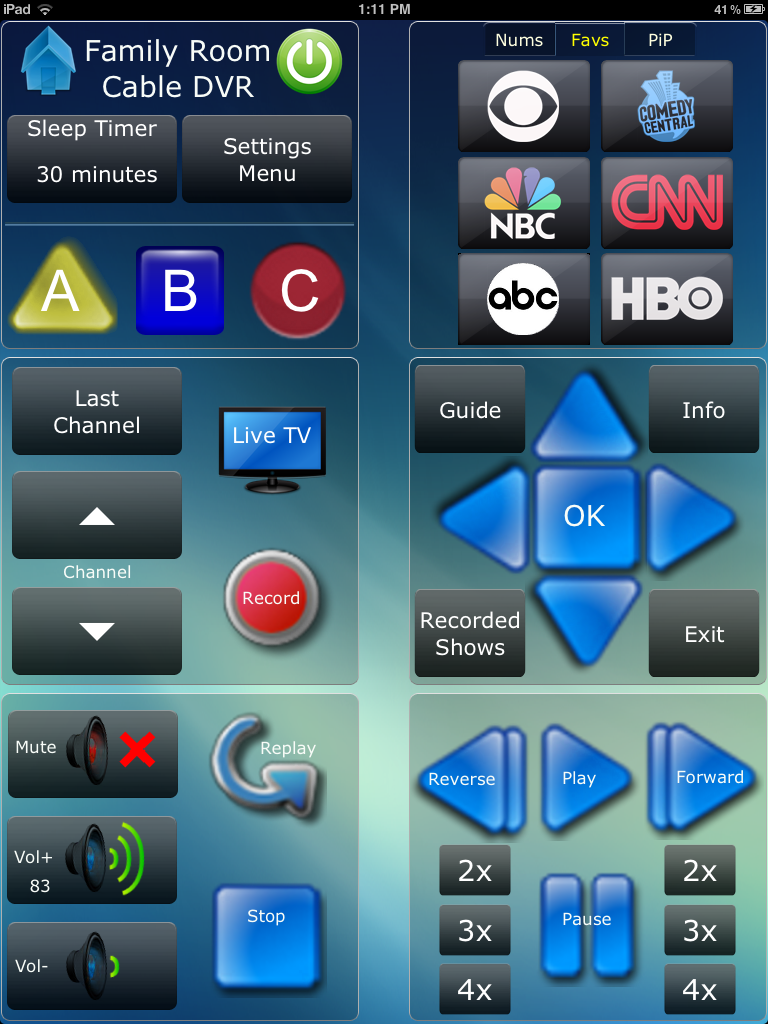 iPad
1:11 PM
41%
Family Room
Cable DVR
Sleep Timer
30 minutes
Settings
Menu
A
B
C
Nums
Favs
PiP
COMEDY
CENTRAL
NBC
CNN
abc
HBO
Last
Channel
Live TV
Channel
Record
Guide
Info
OK
Recorded
Shows
Exit
Mute
Replay
Vol+
83
Stop
Vol-
Reverse
Play
Forward
2x
2x
Pause
3x
3x
4x
4x